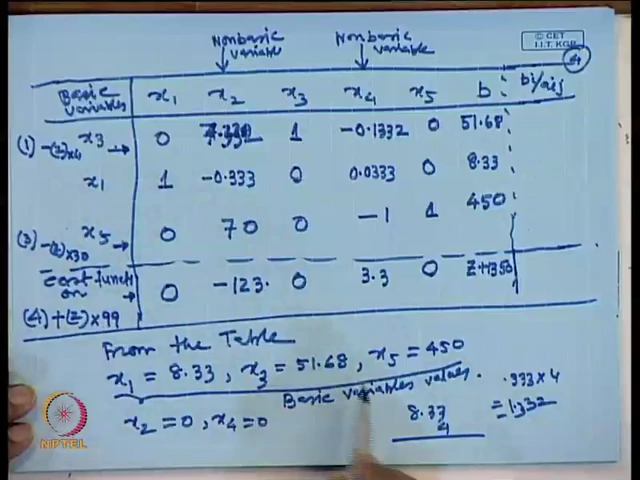 Nonbasic variable Nonbasic variable
© CET I.I.T. KGP
4
Basic variables x1 x2 x3 x4 x5 b bi/aij
(1) -(2)x4 x3 → 0 1 -0.1332 0 51.68
x1 1 -0.333 0 0.0333 0 8.33
(3) -(2)x30 x5 → 0 70 0 -1 1 450
cost function → 0 -123. 0 3.3 0 Z+1350
(4)+(2)x99
From the Table
x1 = 8.33, x3 = 51.68, x5 = 450
Basic variables values.
x2 = 0, x4 = 0
8.33
4
.333 x 4
= 1.332